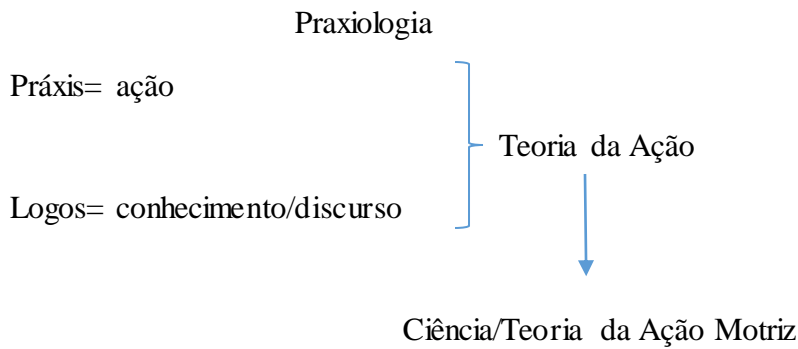 Praxiologia
Práxis= ação
Teoria da Ação
Logos= conhecimento/discurso
Ciência/Teoria da Ação Motriz